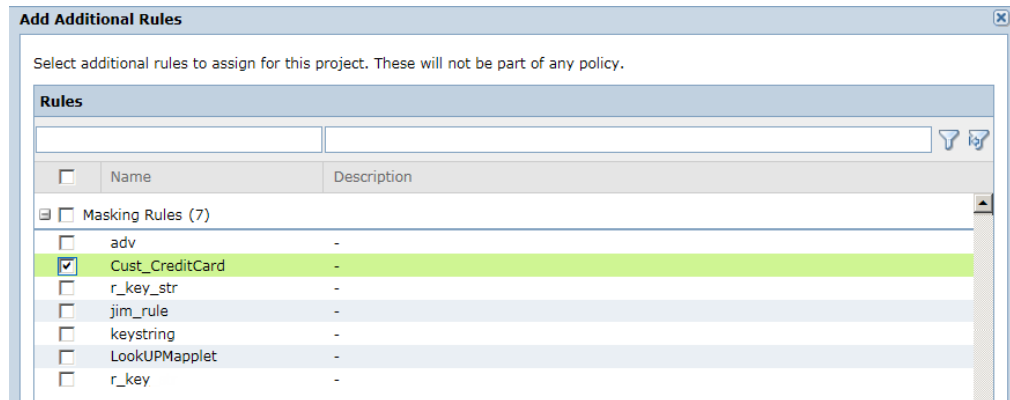 Add Additional Rules
Select additional rules to assign for this project. These will not be part of any policy.
Rules
Name Description
Masking Rules (7)
adv -
Cust_CreditCard -
r_key_str -
jim_rule -
keystring -
LookUPMapplet -
r_key -